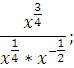 x^(3/4) / (x^(1/4) * x^(-1/2));